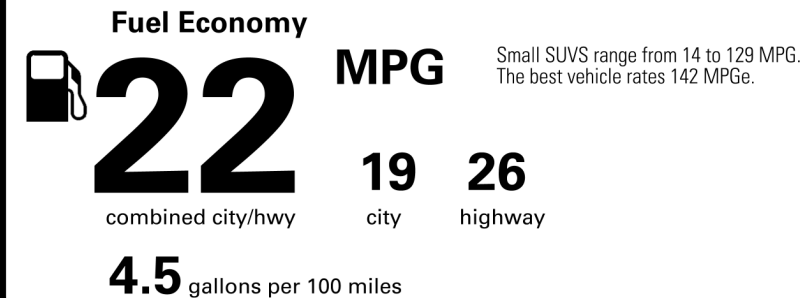 Fuel Economy
22 MPG
Small SUVS range from 14 to 129 MPG.
The best vehicle rates 142 MPGe.
19 26
combined city/hwy city highway
4.5 gallons per 100 miles